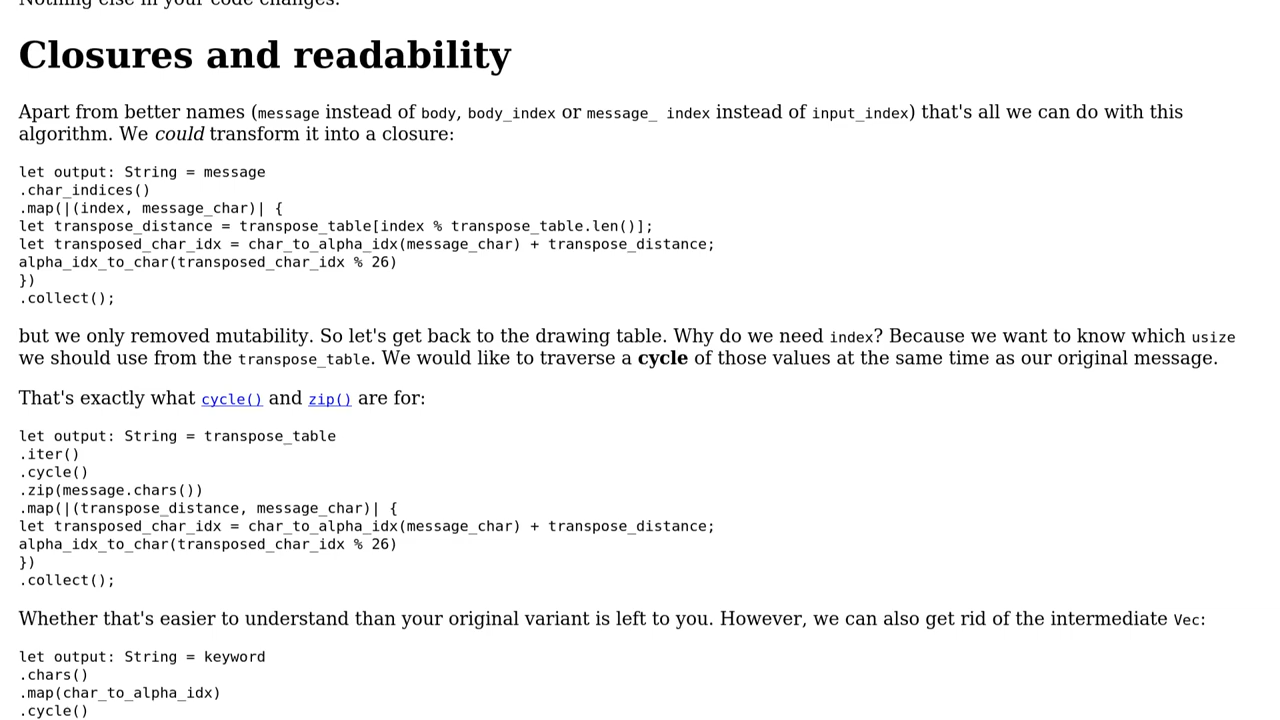 Nothing else in your code changes.
Closures and readability
Apart from better names (message instead of body, body_index or message_ index instead of input_index) that's all we can do with this
algorithm. We could transform it into a closure:
let output: String = message
.char_indices()
.map(|(index, message_char)| {
let transpose_distance = transpose_table[index % transpose_table.len()];
let transposed_char_idx = char_to_alpha_idx(message_char) + transpose_distance;
alpha_idx_to_char(transposed_char_idx % 26)
})
.collect();
but we only removed mutability. So let's get back to the drawing table. Why do we need index? Because we want to know which usize
we should use from the transpose_table. We would like to traverse a cycle of those values at the same time as our original message.
That's exactly what cycle() and zip() are for:
let output: String = transpose_table
.iter()
.cycle()
.zip(message.chars())
.map(|(transpose_distance, message_char)| {
let transposed_char_idx = char_to_alpha_idx(message_char) + transpose_distance;
alpha_idx_to_char(transposed_char_idx % 26)
})
.collect();
Whether that's easier to understand than your original variant is left to you. However, we can also get rid of the intermediate Vec:
let output: String = keyword
.chars()
.map(char_to_alpha_idx)
.cycle()